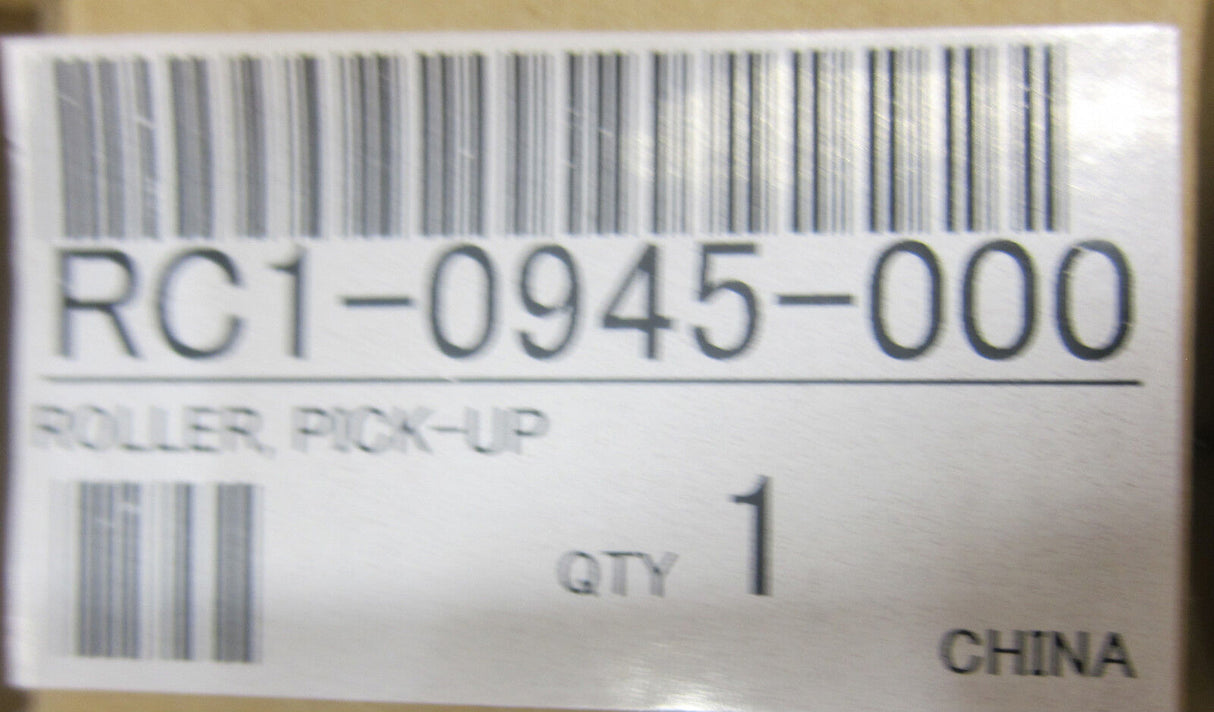 RC1-0945-000
ROLLER, PICK-UP
QTY 1
CHINA